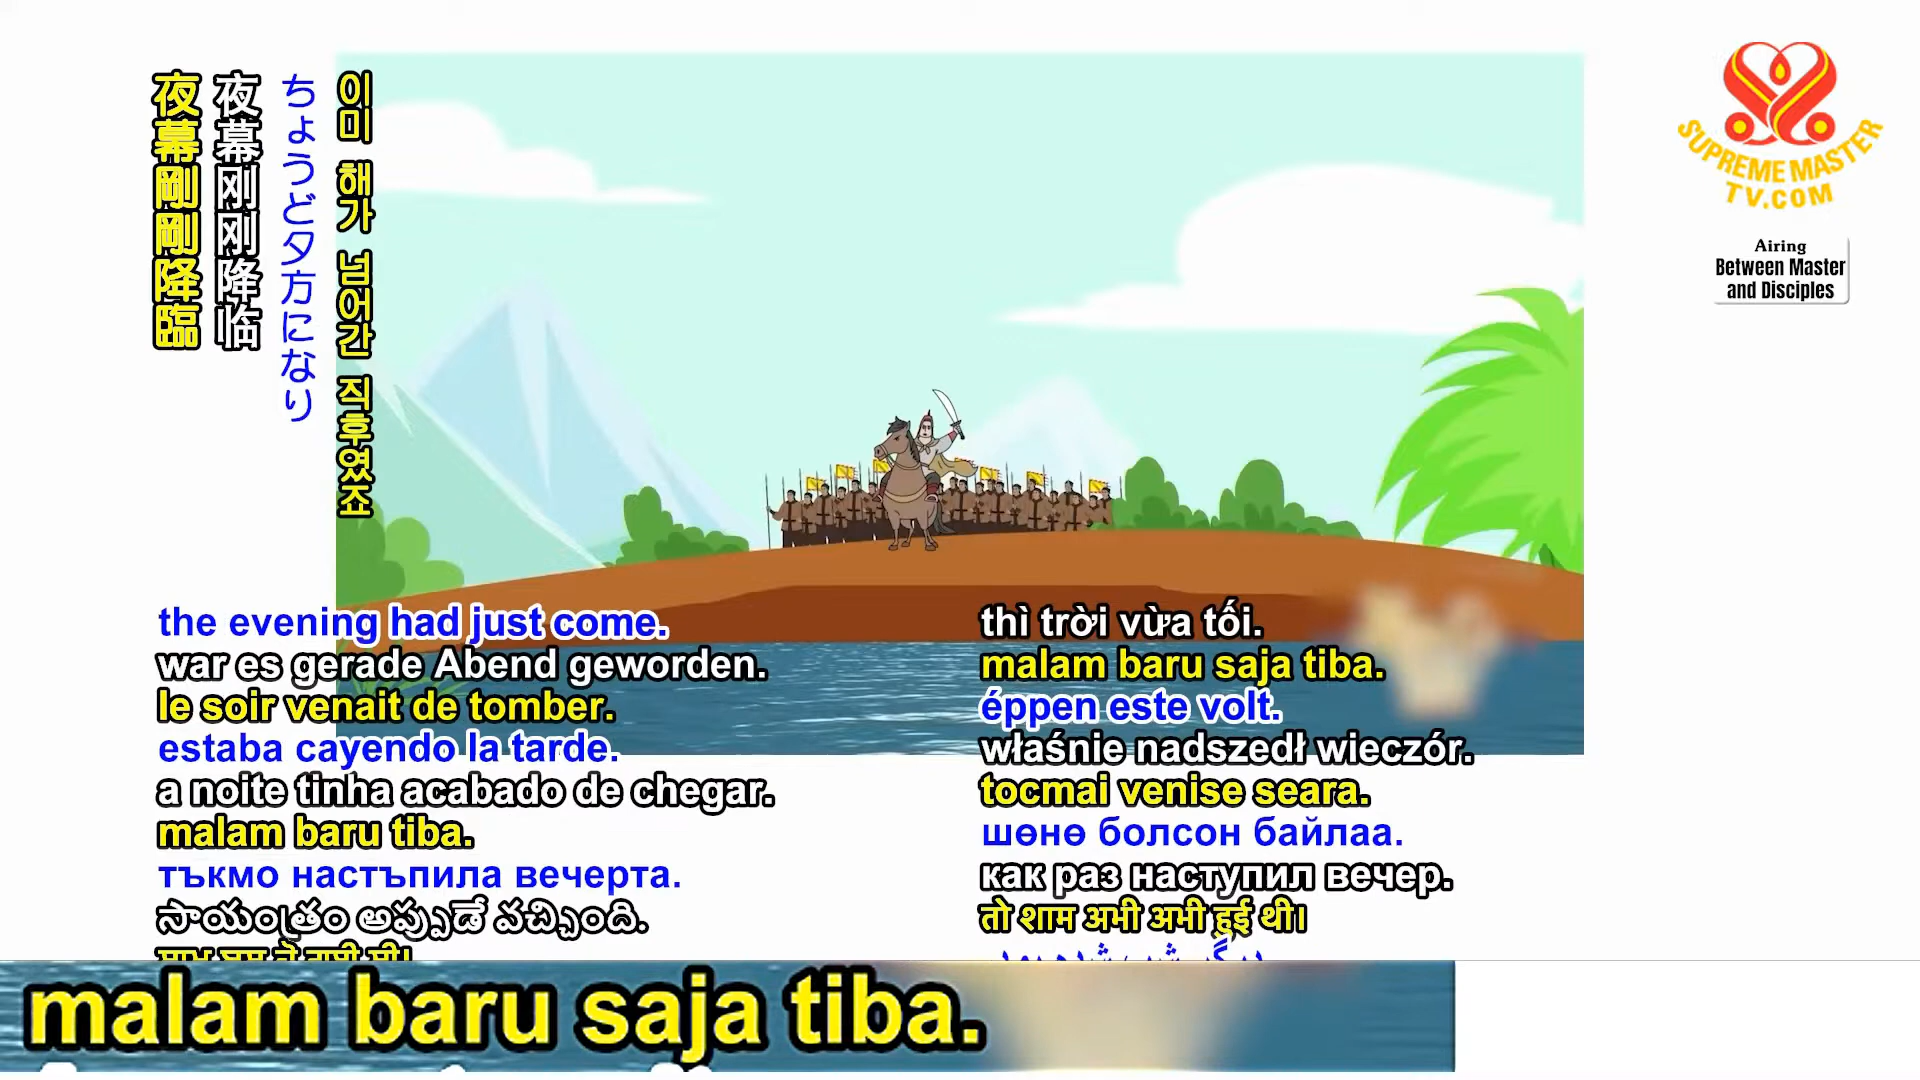 夜幕剛剛降臨
夜幕刚刚降临
ちょうど夕方になり
이미 해가 넘어간 직후였죠
SUPREME MASTER
TV.COM
Airing
Between Master
and Disciples
the evening had just come.
war es gerade Abend geworden.
le soir venait de tomber.
estaba cayendo la tarde.
a noite tinha acabado de chegar.
malam baru tiba.
тъкмо настъпила вечерта.
సాయంత్రం అప్పుడే వచ్చింది.
thì trời vừa tối.
malam baru saja tiba.
éppen este volt.
właśnie nadszedł wieczór.
tocmai venise seara.
шөнө болсон байлаа.
как раз наступил вечер.
तो शाम अभी अभी हुई थी।
malam baru saja tiba.